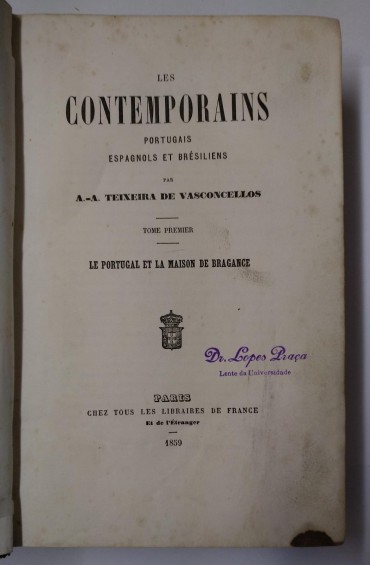 LES
CONTEMPORAINS
PORTUGAIS
ESPAGNOLS ET BRÉSILIENS
PAR
A.-A. TEIXEIRA DE VASCONCELLOS
TOME PREMIER
LE PORTUGAL ET LA MAISON DE BRAGANCE
Dr. Lopes Praça
Lente da Universidade
PARIS
CHEZ TOUS LES LIBRAIRES DE FRANCE
Et de l'Étranger
1859